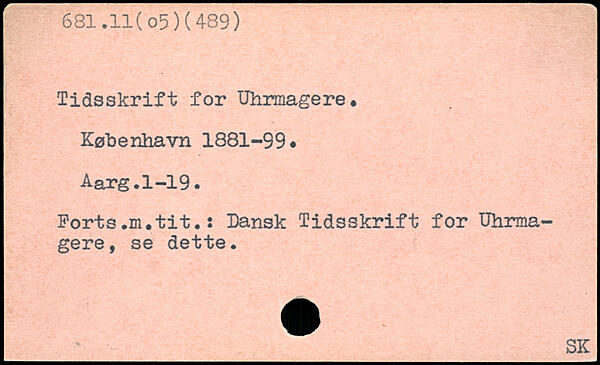 681.11(o5)(489)
Tidsskrift for Uhrmagere.
København 1881-99.
Aarg.1-19.
Forts.m.tit.: Dansk Tidsskrift for Uhrma-
gere, se dette.
SK